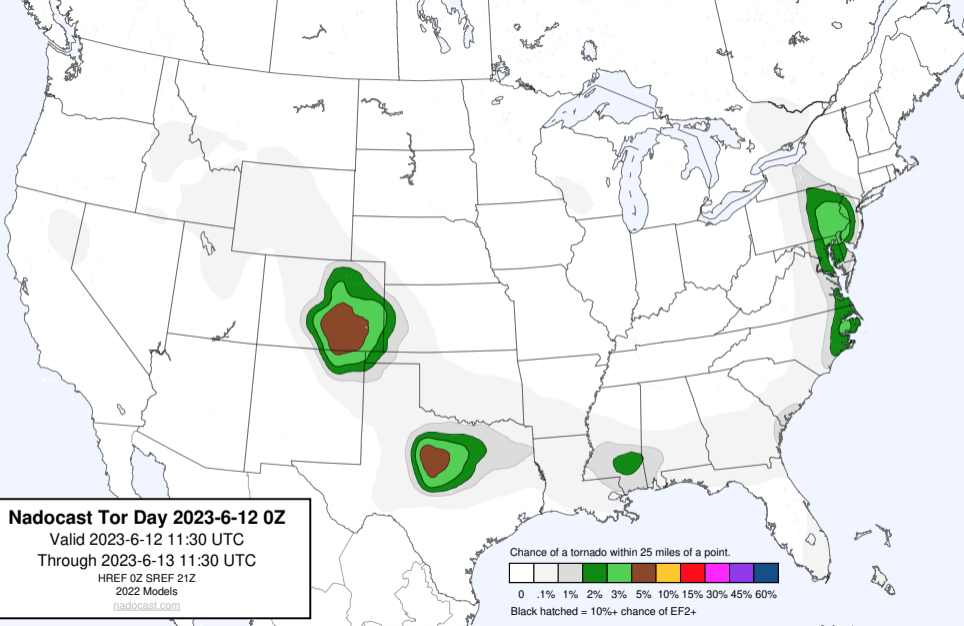 Nadocast Tor Day 2023-6-12 0Z
Valid 2023-6-12 11:30 UTC
Through 2023-6-13 11:30 UTC
HREF 0Z SREF 21Z
2022 Models
nadocast.com
Chance of a tornado within 25 miles of a point.
0 .1% 1% 2% 3% 5% 10% 15% 30% 45% 60%
Black hatched = 10%+ chance of EF2+